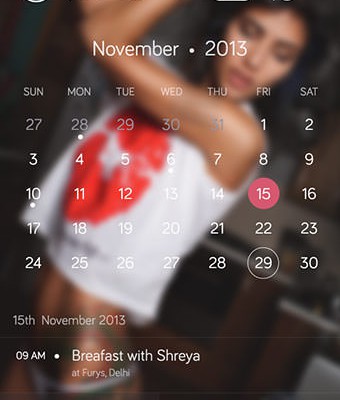 November • 2013
SUN MON TUE WED THU FRI SAT
27 28 29 30 31 1 2
3 4 5 6 7 8 9
10 11 12 13 14 15 16
17 18 19 20 21 22 23
24 25 26 27 28 29 30
15th November 2013
09 AM • Breafast with Shreya
at Furys, Delhi